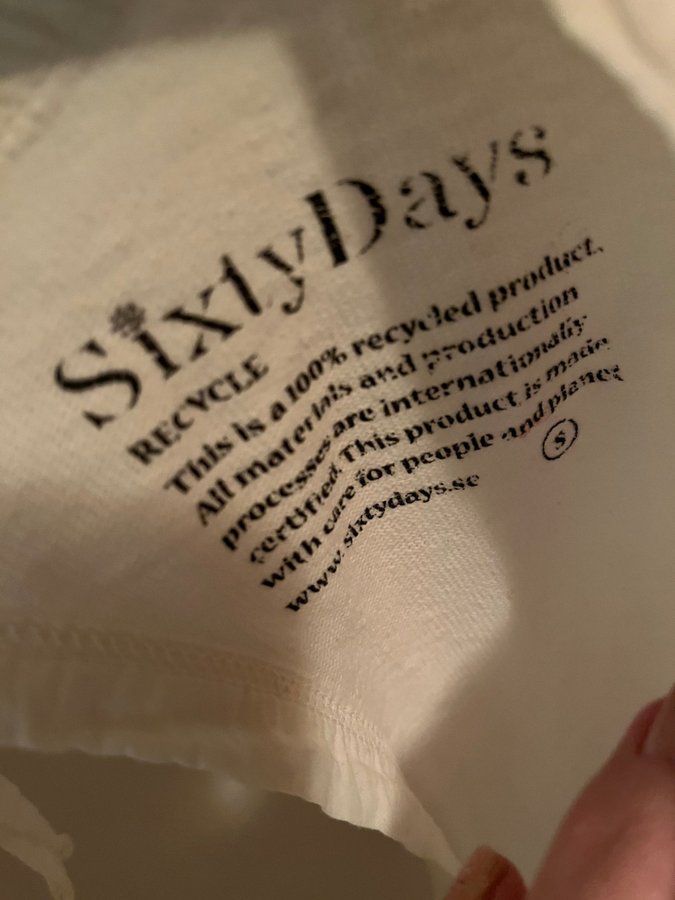 SixtyDays
RECYCLE
This is a 100% recycled product.
All materials and production
processes are internationally
certified. This product is made
with care for people and planet
www.sixtydays.se
S